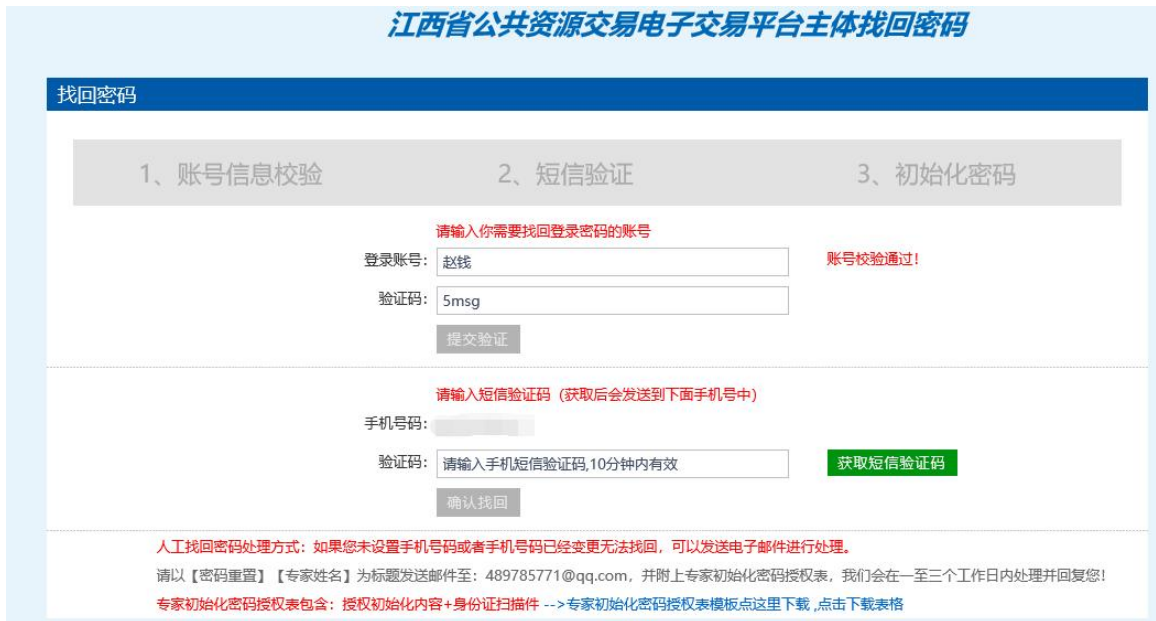 江西省公共资源交易电子交易平台主体找回密码
找回密码
1、账号信息校验 2、短信验证 3、初始化密码
请输入你需要找回登录密码的账号
登录账号: 赵钱 账号校验通过!
验证码: 5msg
提交验证
请输入短信验证码（获取后会发送到下面手机号中）
手机号码:
验证码: 请输入手机短信验证码,10分钟内有效 获取短信验证码
确认找回
人工找回密码处理方式：如果您未设置手机号码或者手机号码已经变更无法找回，可以发送电子邮件进行处理。
请以【密码重置】【专家姓名】为标题发送邮件至：489785771@qq.com，并附上专家初始化密码授权表，我们会在一至三个工作日内处理并回复您!
专家初始化密码授权表包含：授权初始化内容+身份证扫描件 -->专家初始化密码授权表模板点这里下载 ,点击下载表格